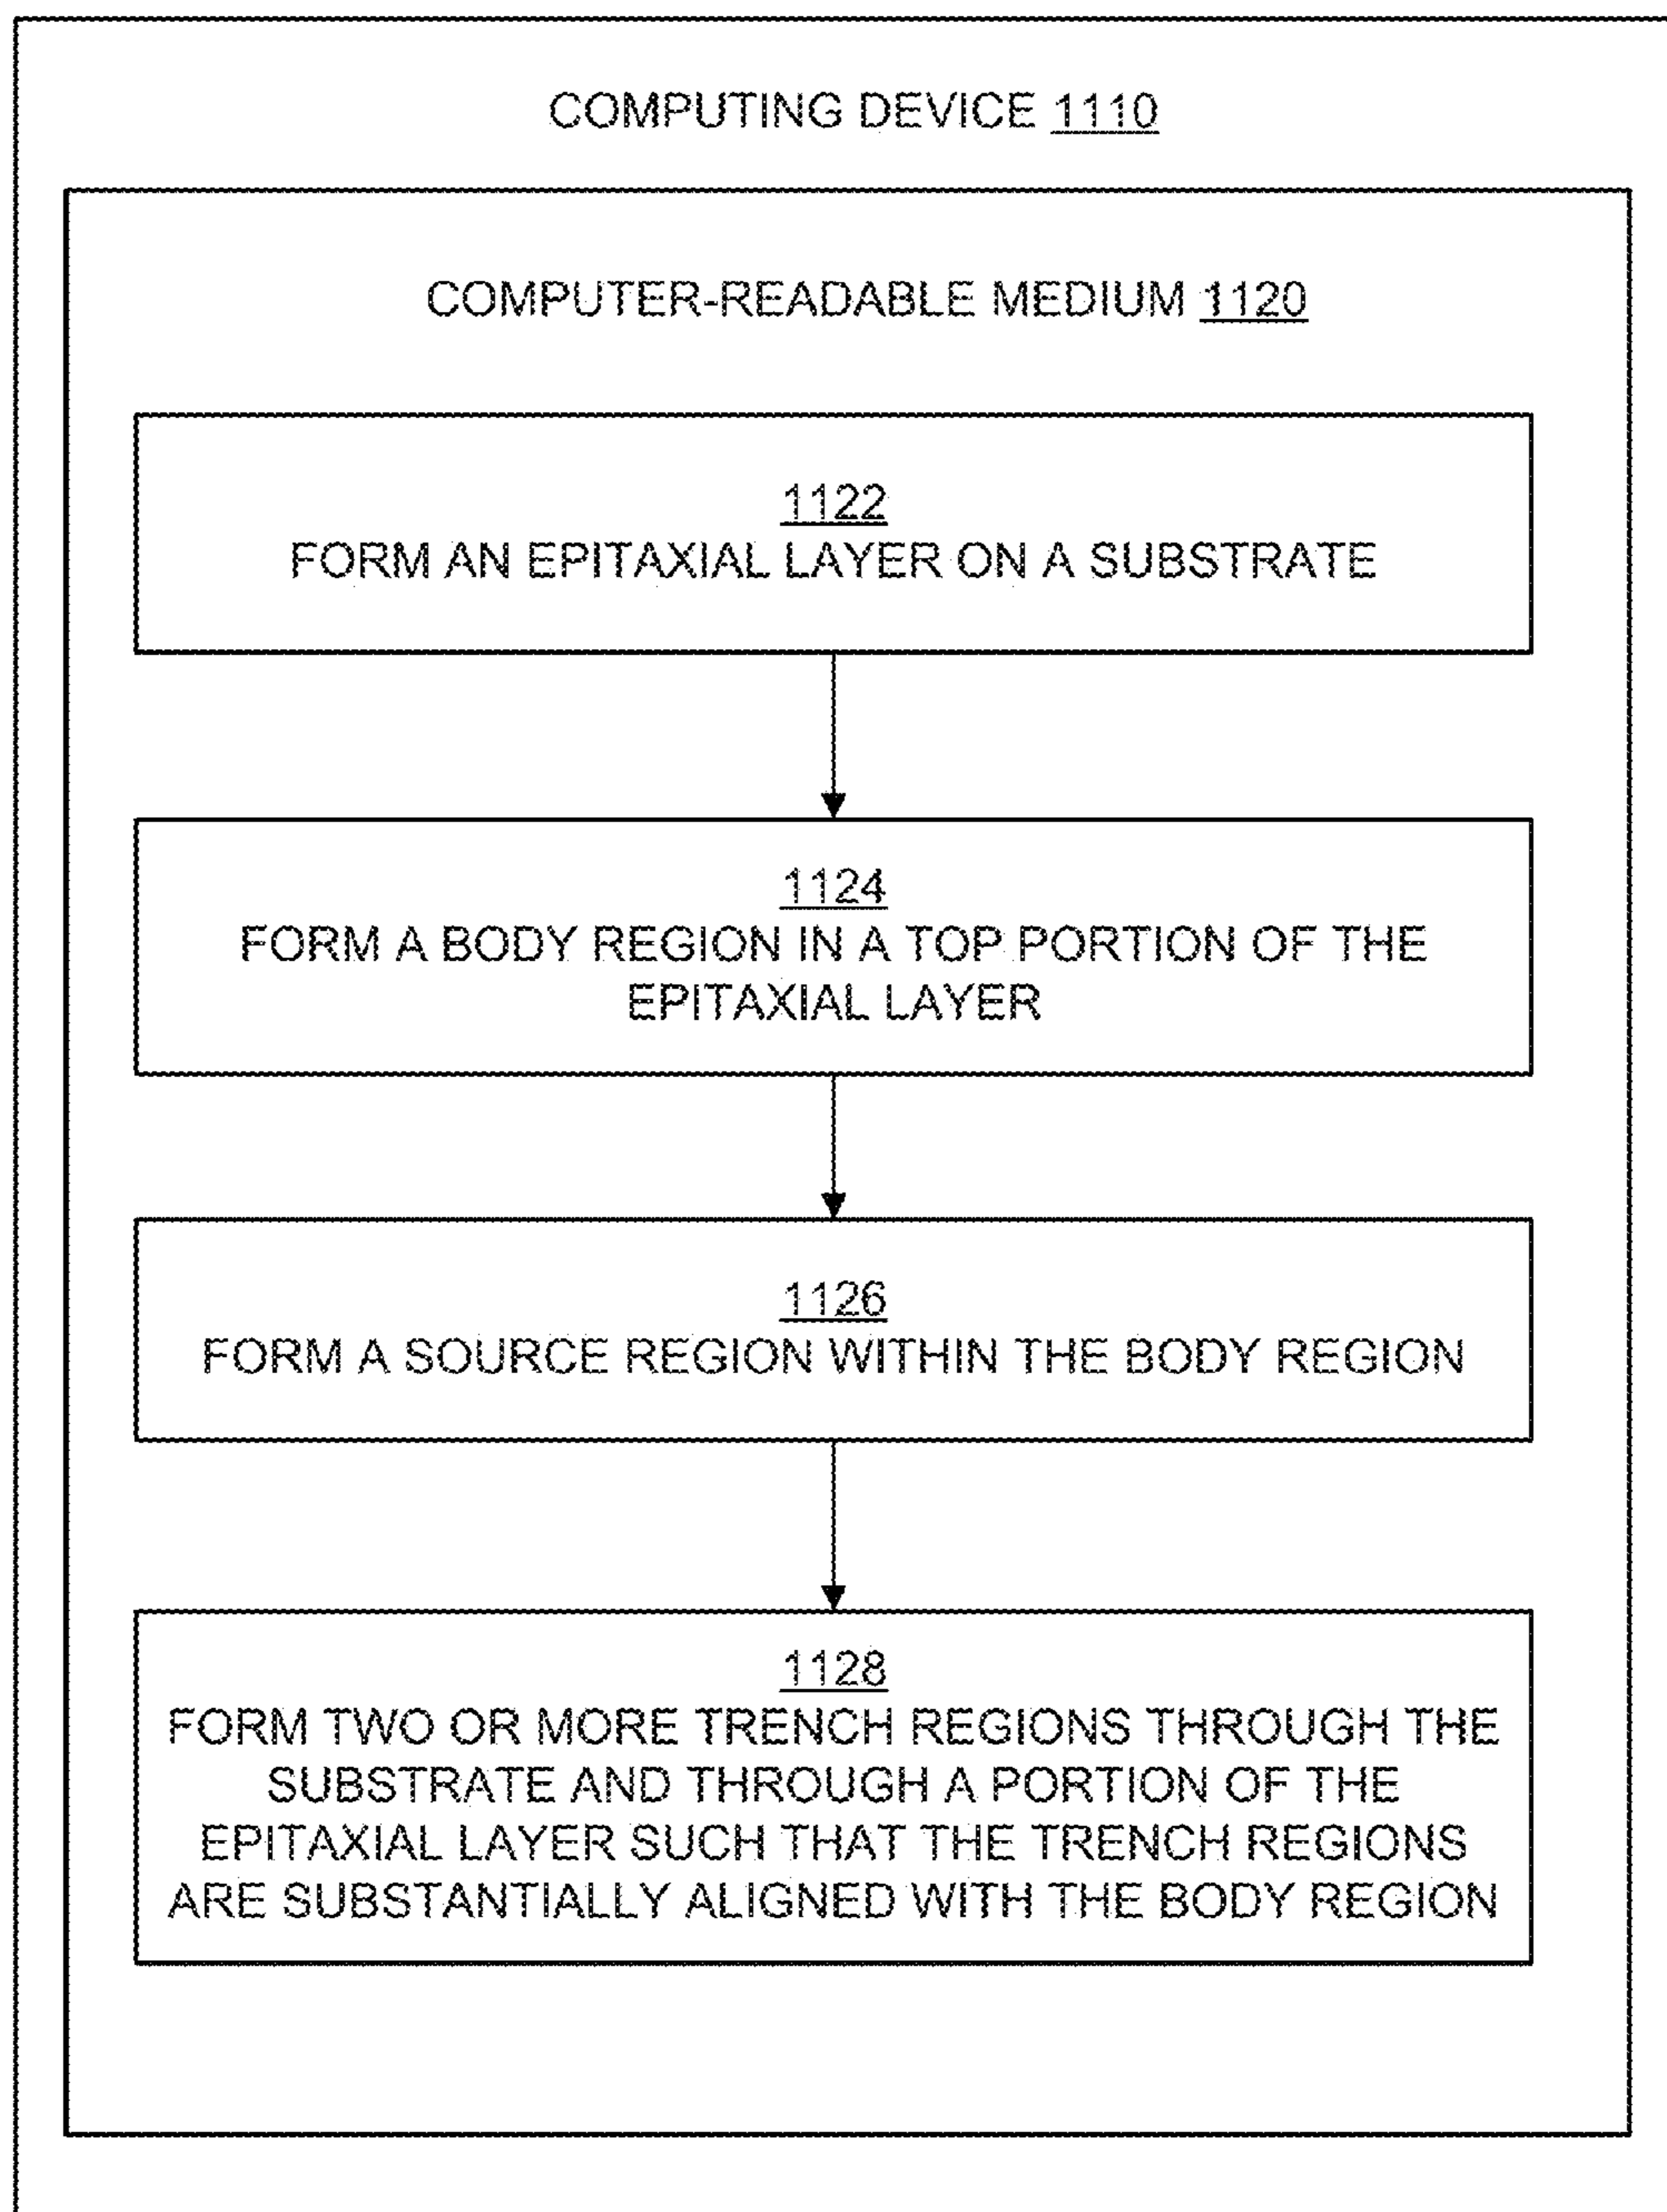 COMPUTING DEVICE 1110
COMPUTER-READABLE MEDIUM 1120
1122
FORM AN EPITAXIAL LAYER ON A SUBSTRATE
1124
FORM A BODY REGION IN A TOP PORTION OF THE
EPITAXIAL LAYER
1126
FORM A SOURCE REGION WITHIN THE BODY REGION
1128
FORM TWO OR MORE TRENCH REGIONS THROUGH THE
SUBSTRATE AND THROUGH A PORTION OF THE
EPITAXIAL LAYER SUCH THAT THE TRENCH REGIONS
ARE SUBSTANTIALLY ALIGNED WITH THE BODY REGION